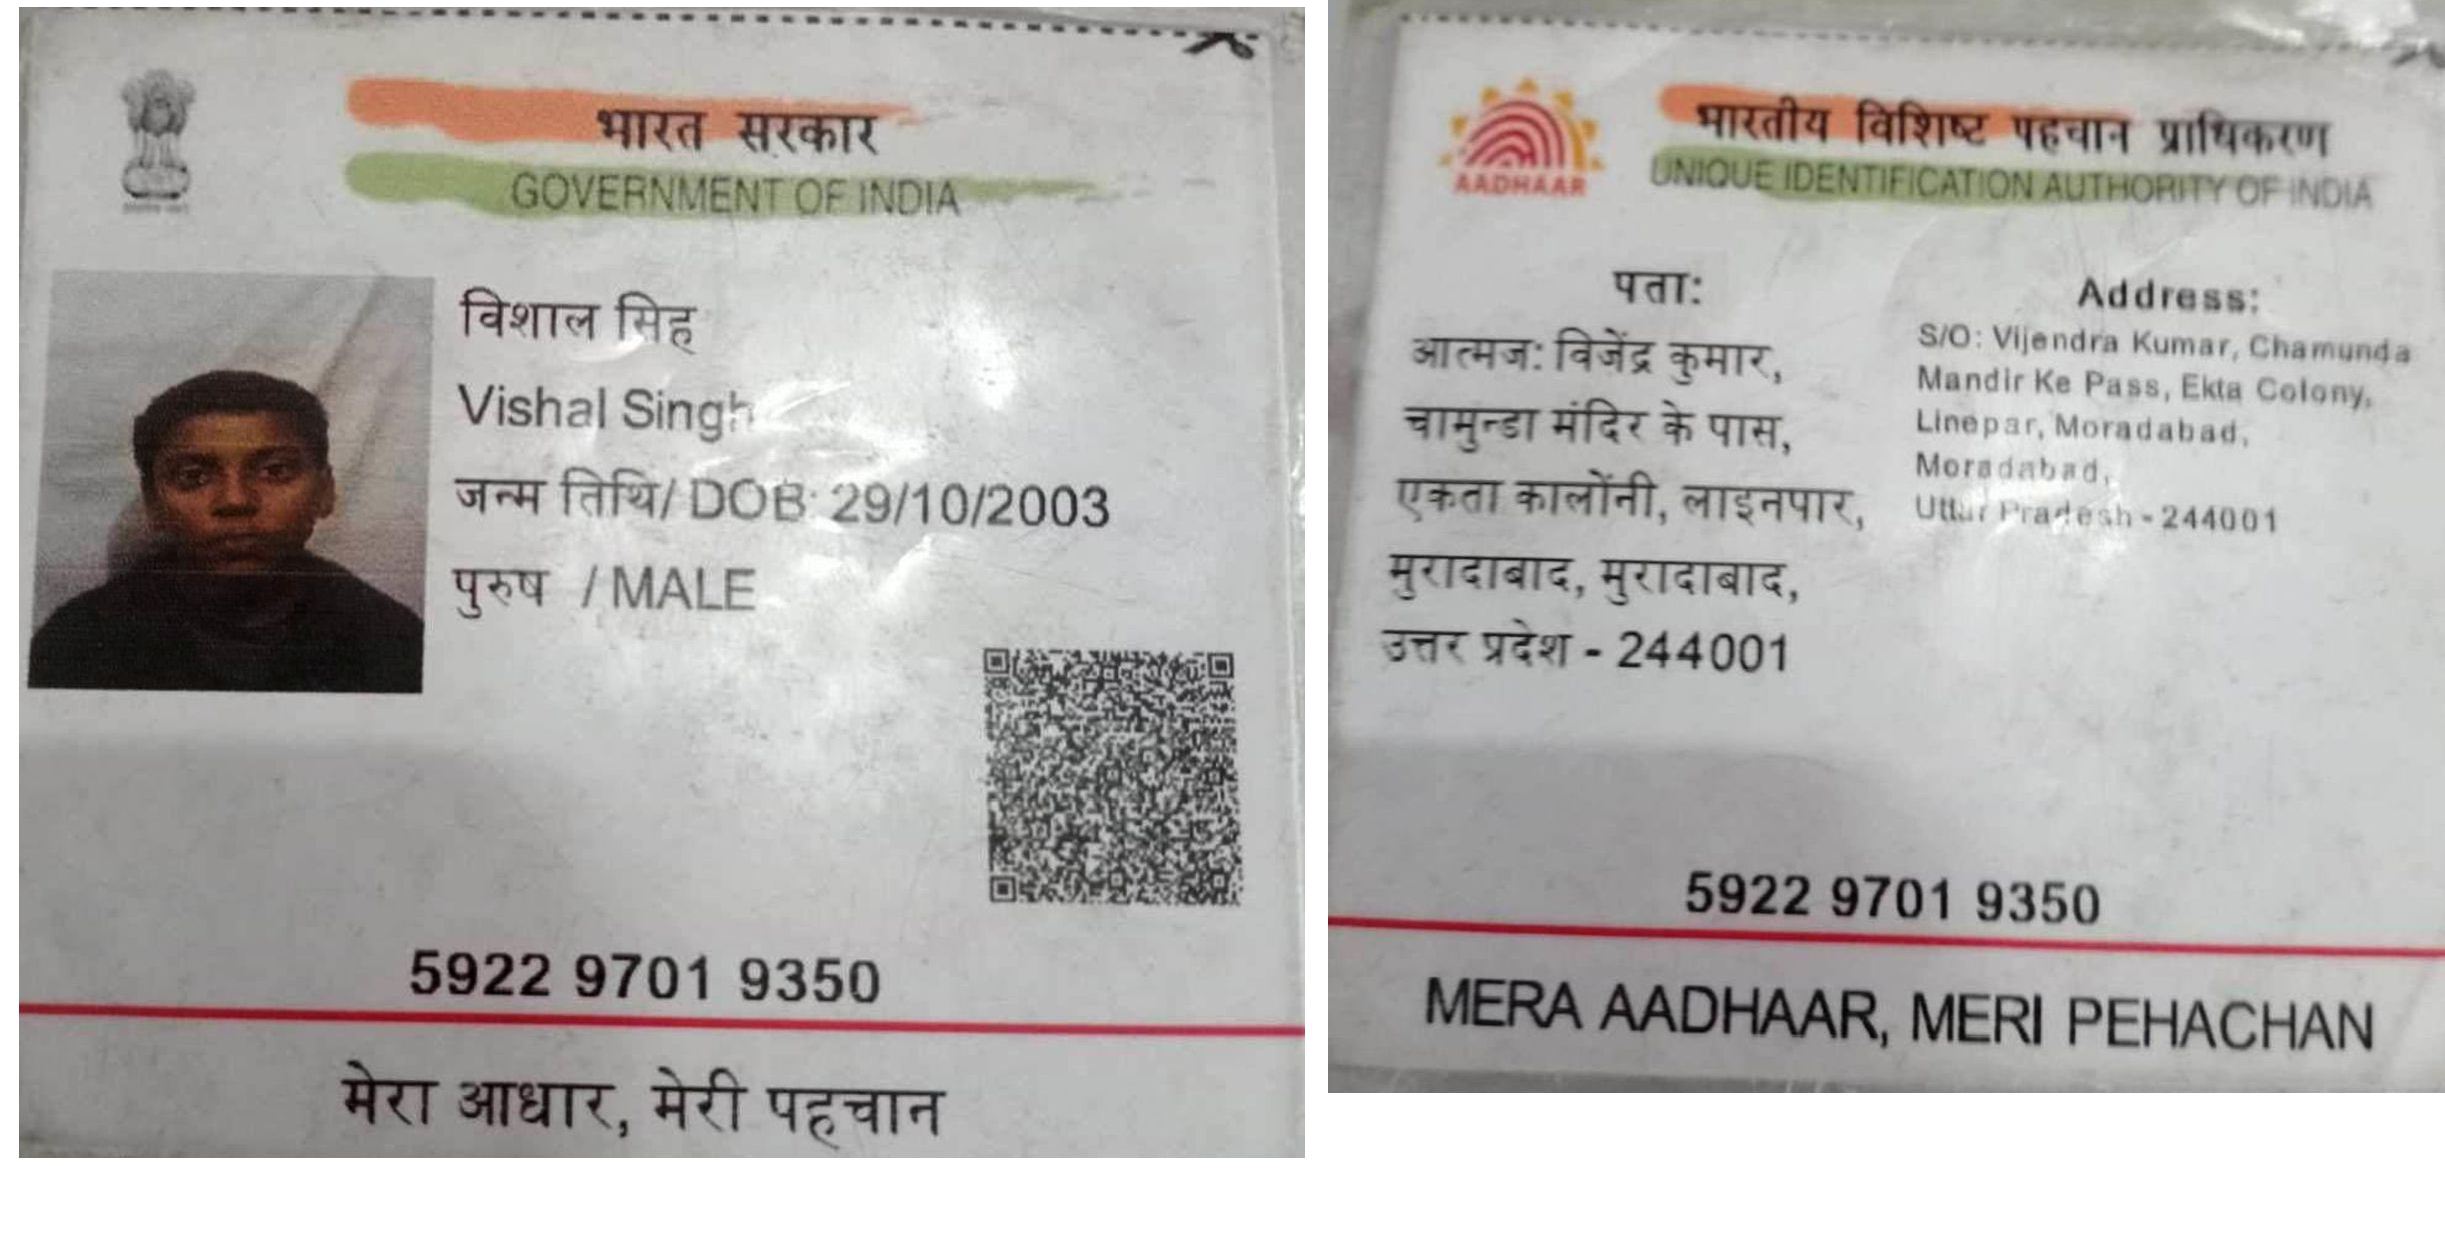 भारत सरकार
GOVERNMENT OF INDIA
विशाल सिंह
Vishal Singh
जन्म तिथि/ DOB: 29/10/2003
पुरुष / MALE
5922 9701 9350
मेरा आधार, मेरी पहचान
AADHAAR
भारतीय विशिष्ट पहचान प्राधिकरण
UNIQUE IDENTIFICATION AUTHORITY OF INDIA
पता:
आत्मज: विजेंद्र कुमार,
चामुन्डा मंदिर के पास,
एकता कालोंनी, लाइनपार,
मुरादाबाद, मुरादाबाद,
उत्तर प्रदेश - 244001
Address:
S/O: Vijendra Kumar, Chamunda
Mandir Ke Pass, Ekta Colony,
Linepar, Moradabad,
Moradabad,
Uttar Pradesh - 244001
5922 9701 9350
MERA AADHAAR, MERI PEHACHAN